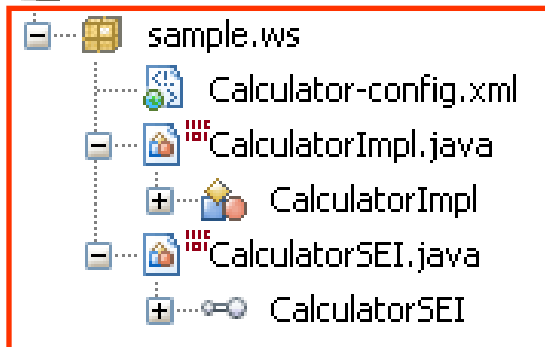 sample.ws
Calculator-config.xml
CalculatorImpl.java
CalculatorImpl
CalculatorSEI.java
CalculatorSEI